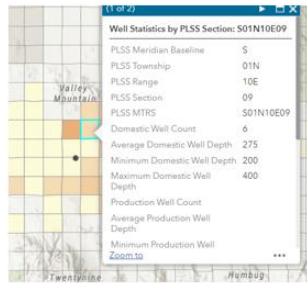 (1 of 2)
Well Statistics by PLSS Section: S01N10E09
PLSS Meridian Baseline S
PLSS Township 01N
PLSS Range 10E
PLSS Section 09
PLSS MTRS S01N10E09
Domestic Well Count 6
Average Domestic Well Depth 275
Minimum Domestic Well Depth 200
Maximum Domestic Well 400
Depth
Production Well Count
Average Production Well
Depth
Minimum Production Well
Zoom to
Valley
Mountain
Twentynine
Humbug